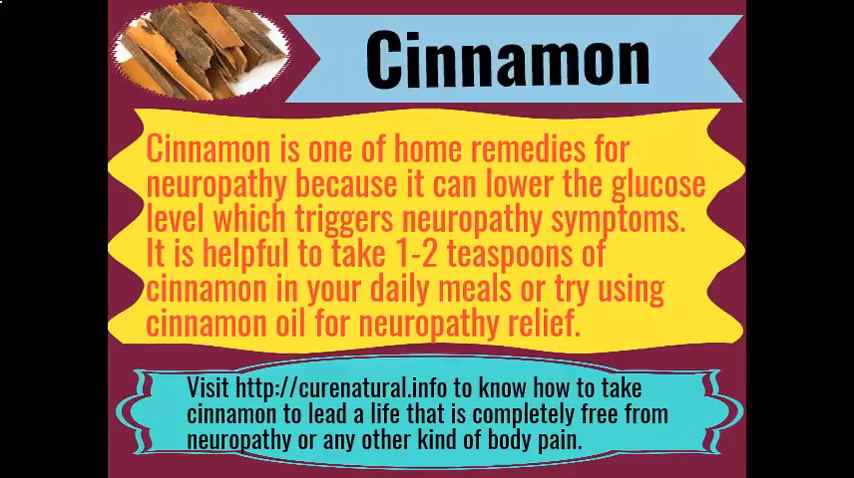 Cinnamon
Cinnamon is one of home remedies for
neuropathy because it can lower the glucose
level which triggers neuropathy symptoms.
It is helpful to take 1-2 teaspoons of
cinnamon in your daily meals or try using
cinnamon oil for neuropathy relief.
Visit http://curenatural.info to know how to take
cinnamon to lead a life that is completely free from
neuropathy or any other kind of body pain.